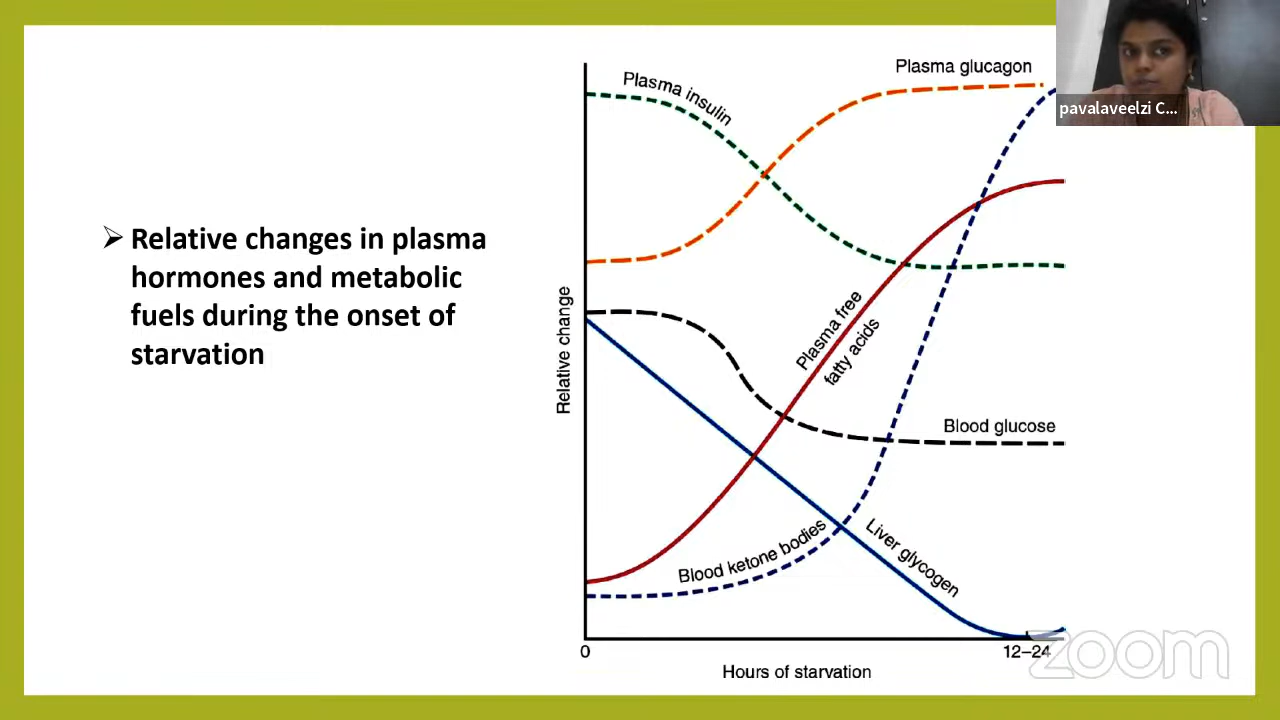 ➢ Relative changes in plasma
hormones and metabolic
fuels during the onset of
starvation
Plasma glucagon
Plasma insulin
Relative change
Plasma free
fatty acids
Blood glucose
Blood ketone bodies
Liver glycogen
0
12–24
Hours of starvation
pavalaveelzi C...
zoom